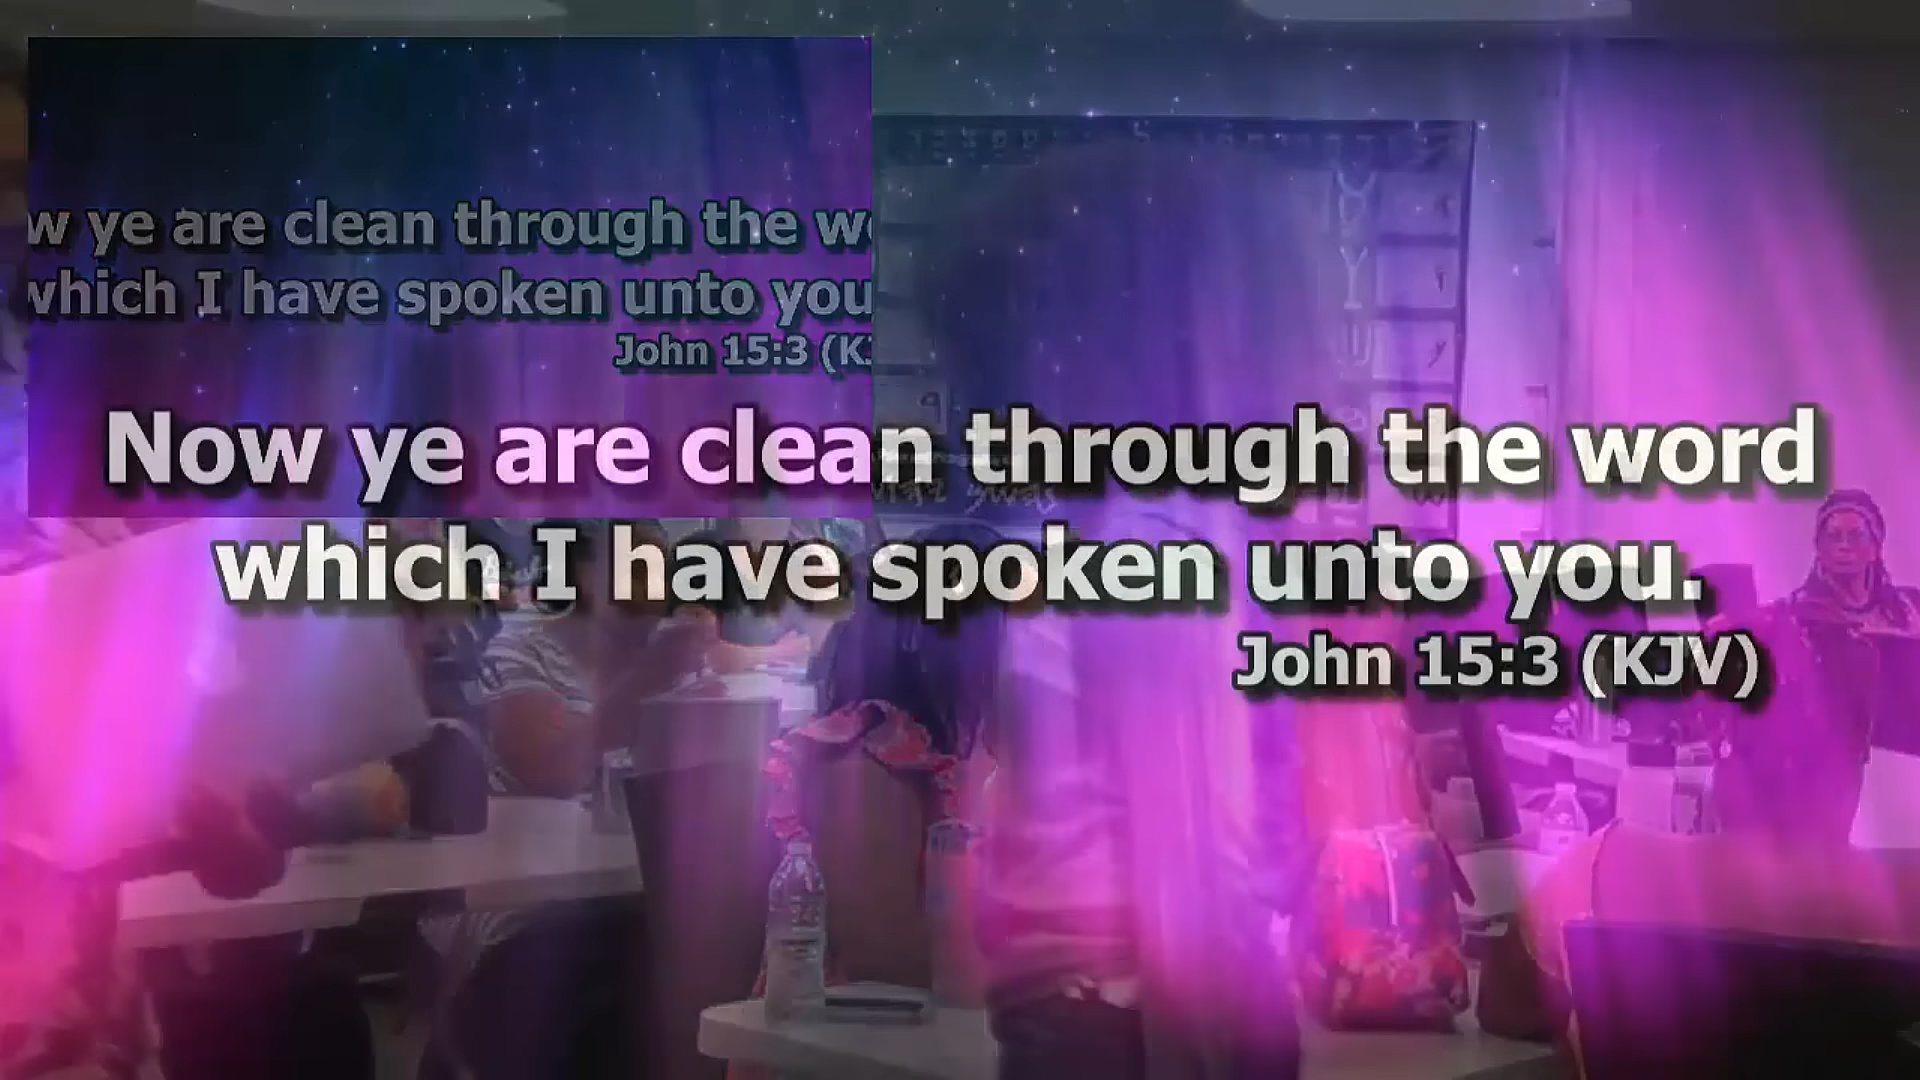 w ye are clean through the
which I have spoken unto you
John 15:3
Now ye are clean through the word
which I have spoken unto you.
John 15:3 (KJV)